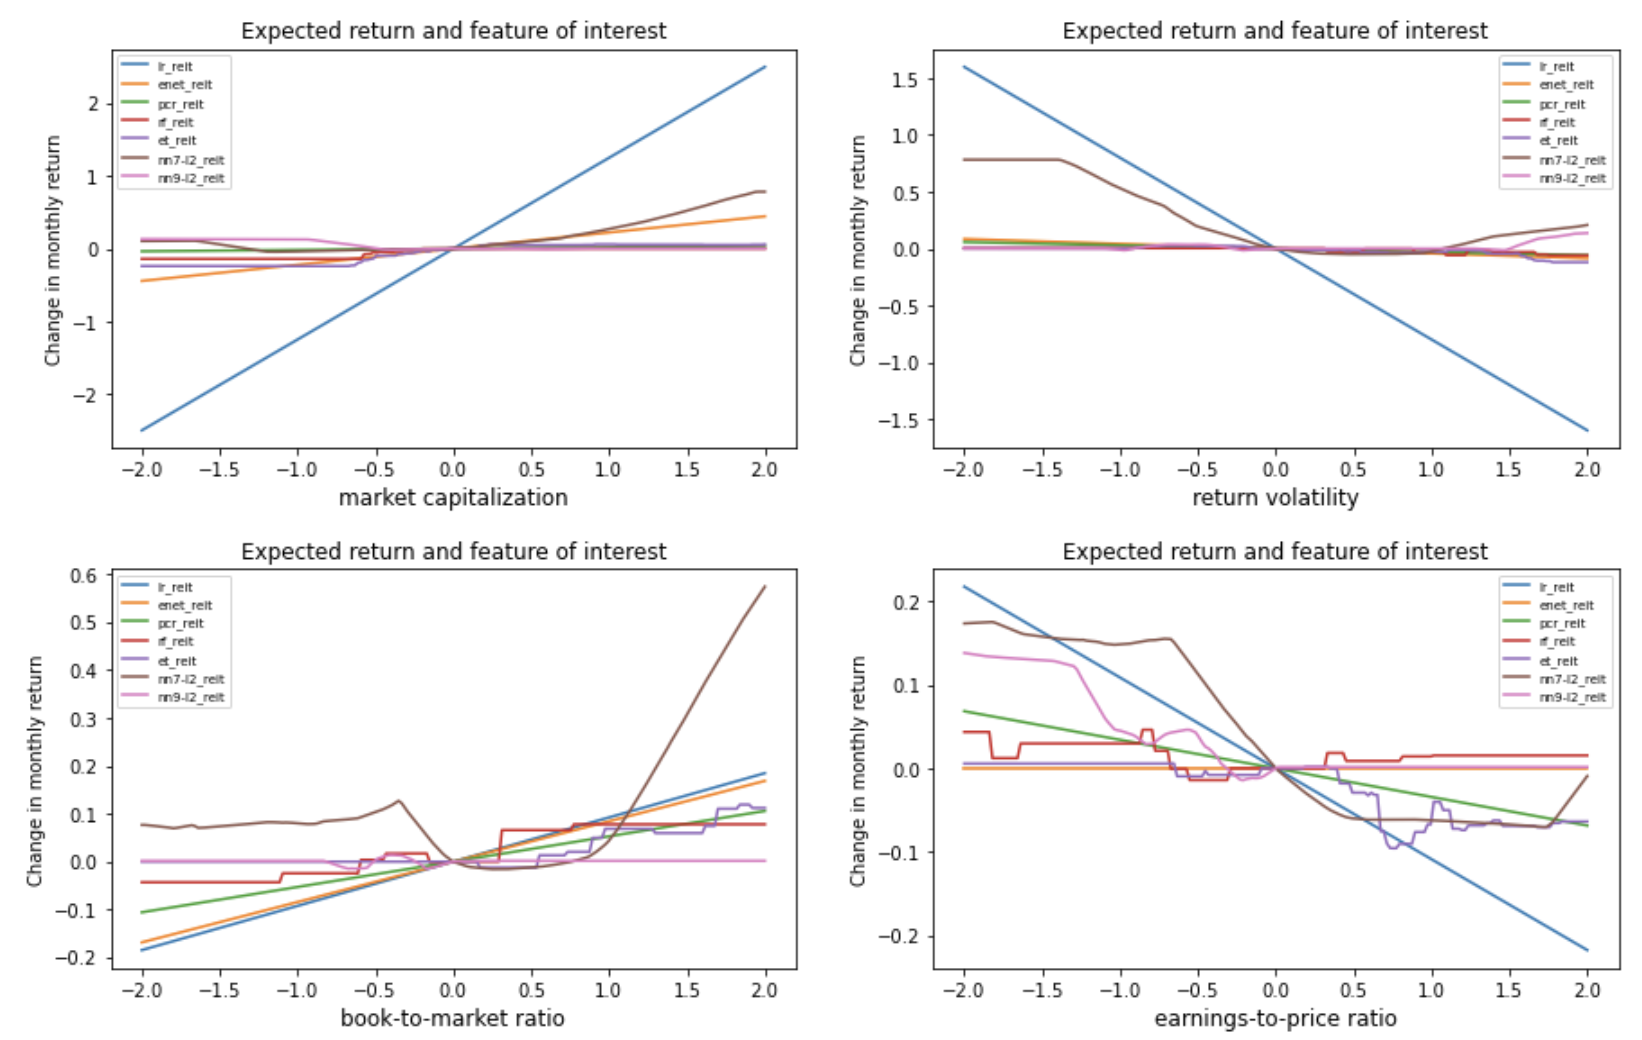 Expected return and feature of interest
lr_reit
enet_reit
pcr_reit
rf_reit
et_reit
nn7-l2_reit
nn9-l2_reit
Change in monthly return
2
1
0
−1
−2
−2.0 −1.5 −1.0 −0.5 0.0 0.5 1.0 1.5 2.0
market capitalization
Expected return and feature of interest
lr_reit
enet_reit
pcr_reit
rf_reit
et_reit
nn7-l2_reit
nn9-l2_reit
Change in monthly return
1.5
1.0
0.5
0.0
−0.5
−1.0
−1.5
−2.0 −1.5 −1.0 −0.5 0.0 0.5 1.0 1.5 2.0
return volatility
Expected return and feature of interest
lr_reit
enet_reit
pcr_reit
rf_reit
et_reit
nn7-l2_reit
nn9-l2_reit
Change in monthly return
0.6
0.5
0.4
0.3
0.2
0.1
0.0
−0.1
−0.2
−2.0 −1.5 −1.0 −0.5 0.0 0.5 1.0 1.5 2.0
book-to-market ratio
Expected return and feature of interest
lr_reit
enet_reit
pcr_reit
rf_reit
et_reit
nn7-l2_reit
nn9-l2_reit
Change in monthly return
0.2
0.1
0.0
−0.1
−0.2
−2.0 −1.5 −1.0 −0.5 0.0 0.5 1.0 1.5 2.0
earnings-to-price ratio